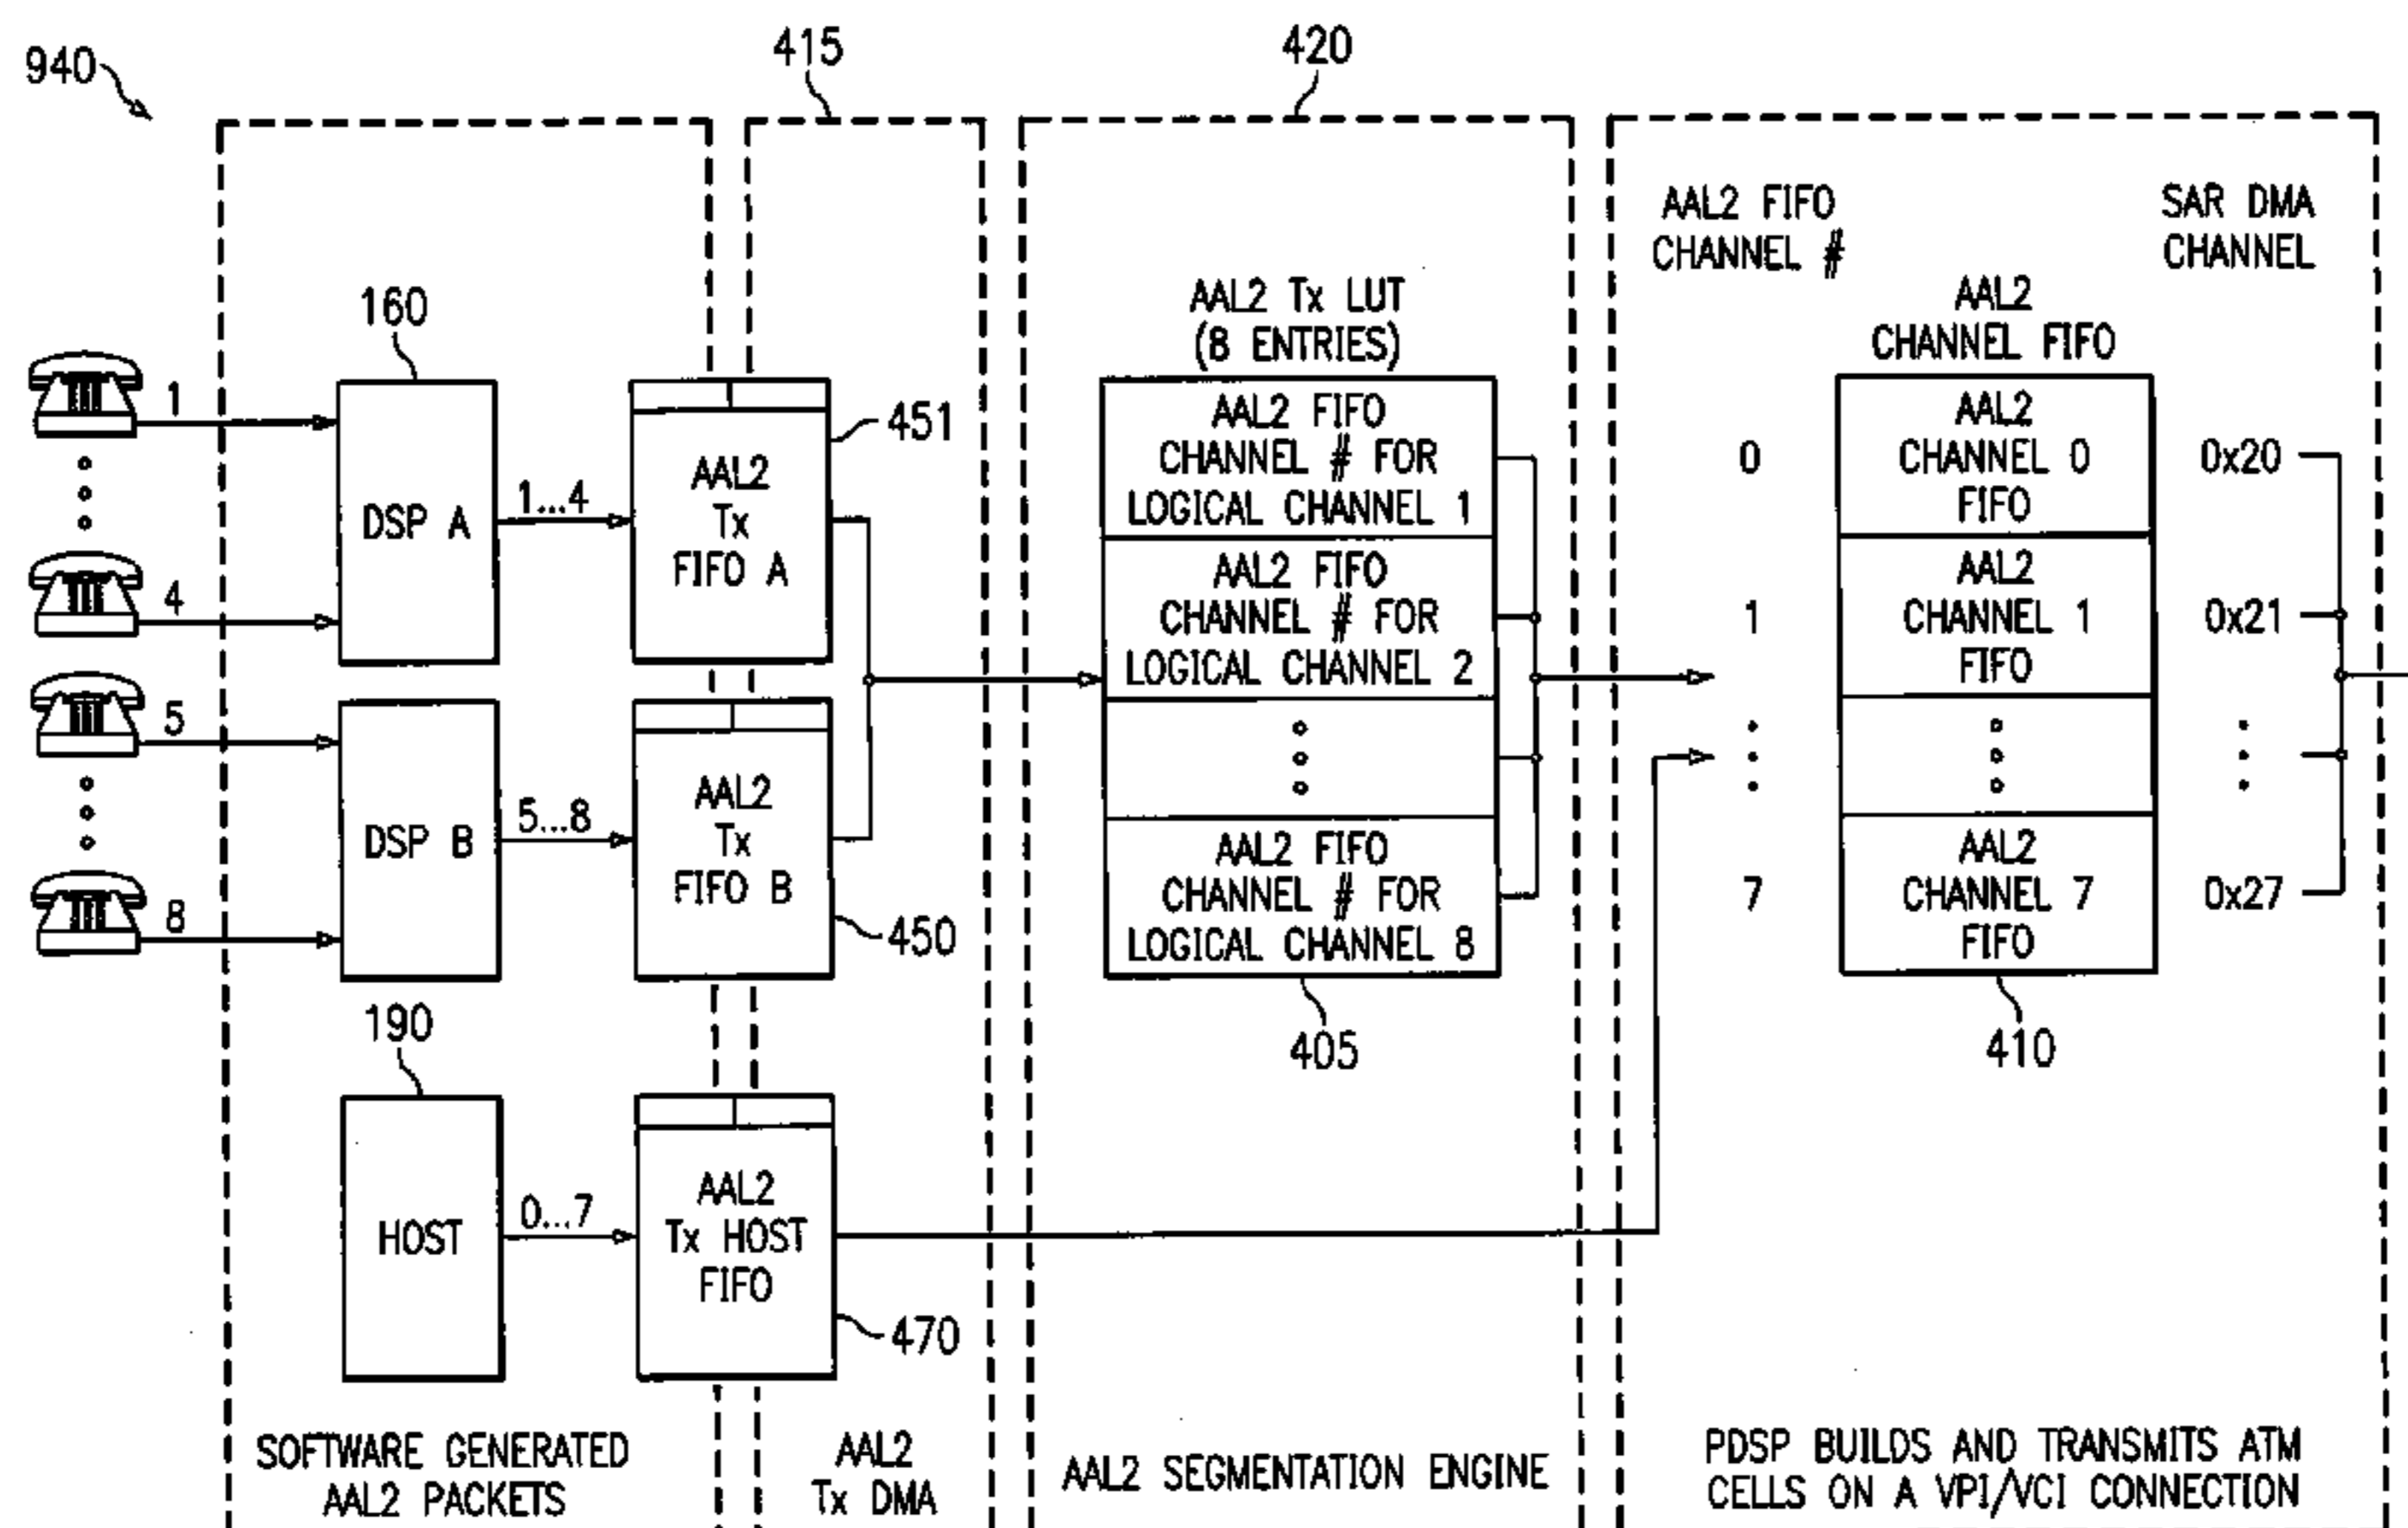 940
415
420
AAL2 FIFO
CHANNEL #
SAR DMA
CHANNEL
160
AAL2 Tx LUT
(8 ENTRIES)
AAL2
CHANNEL FIFO
1
4
5
8
DSP A
1...4
AAL2
Tx
FIFO A
451
DSP B
5...8
AAL2
Tx
FIFO B
450
190
HOST
0...7
AAL2
Tx HOST
FIFO
470
AAL2 FIFO
CHANNEL # FOR
LOGICAL CHANNEL 1
AAL2 FIFO
CHANNEL # FOR
LOGICAL CHANNEL 2
AAL2 FIFO
CHANNEL # FOR
LOGICAL CHANNEL 8
405
0
AAL2
CHANNEL 0
FIFO
0x20
1
AAL2
CHANNEL 1
FIFO
0x21
7
AAL2
CHANNEL 7
FIFO
0x27
410
SOFTWARE GENERATED
AAL2 PACKETS
AAL2
Tx DMA
AAL2 SEGMENTATION ENGINE
PDSP BUILDS AND TRANSMITS ATM
CELLS ON A VPI/VCI CONNECTION